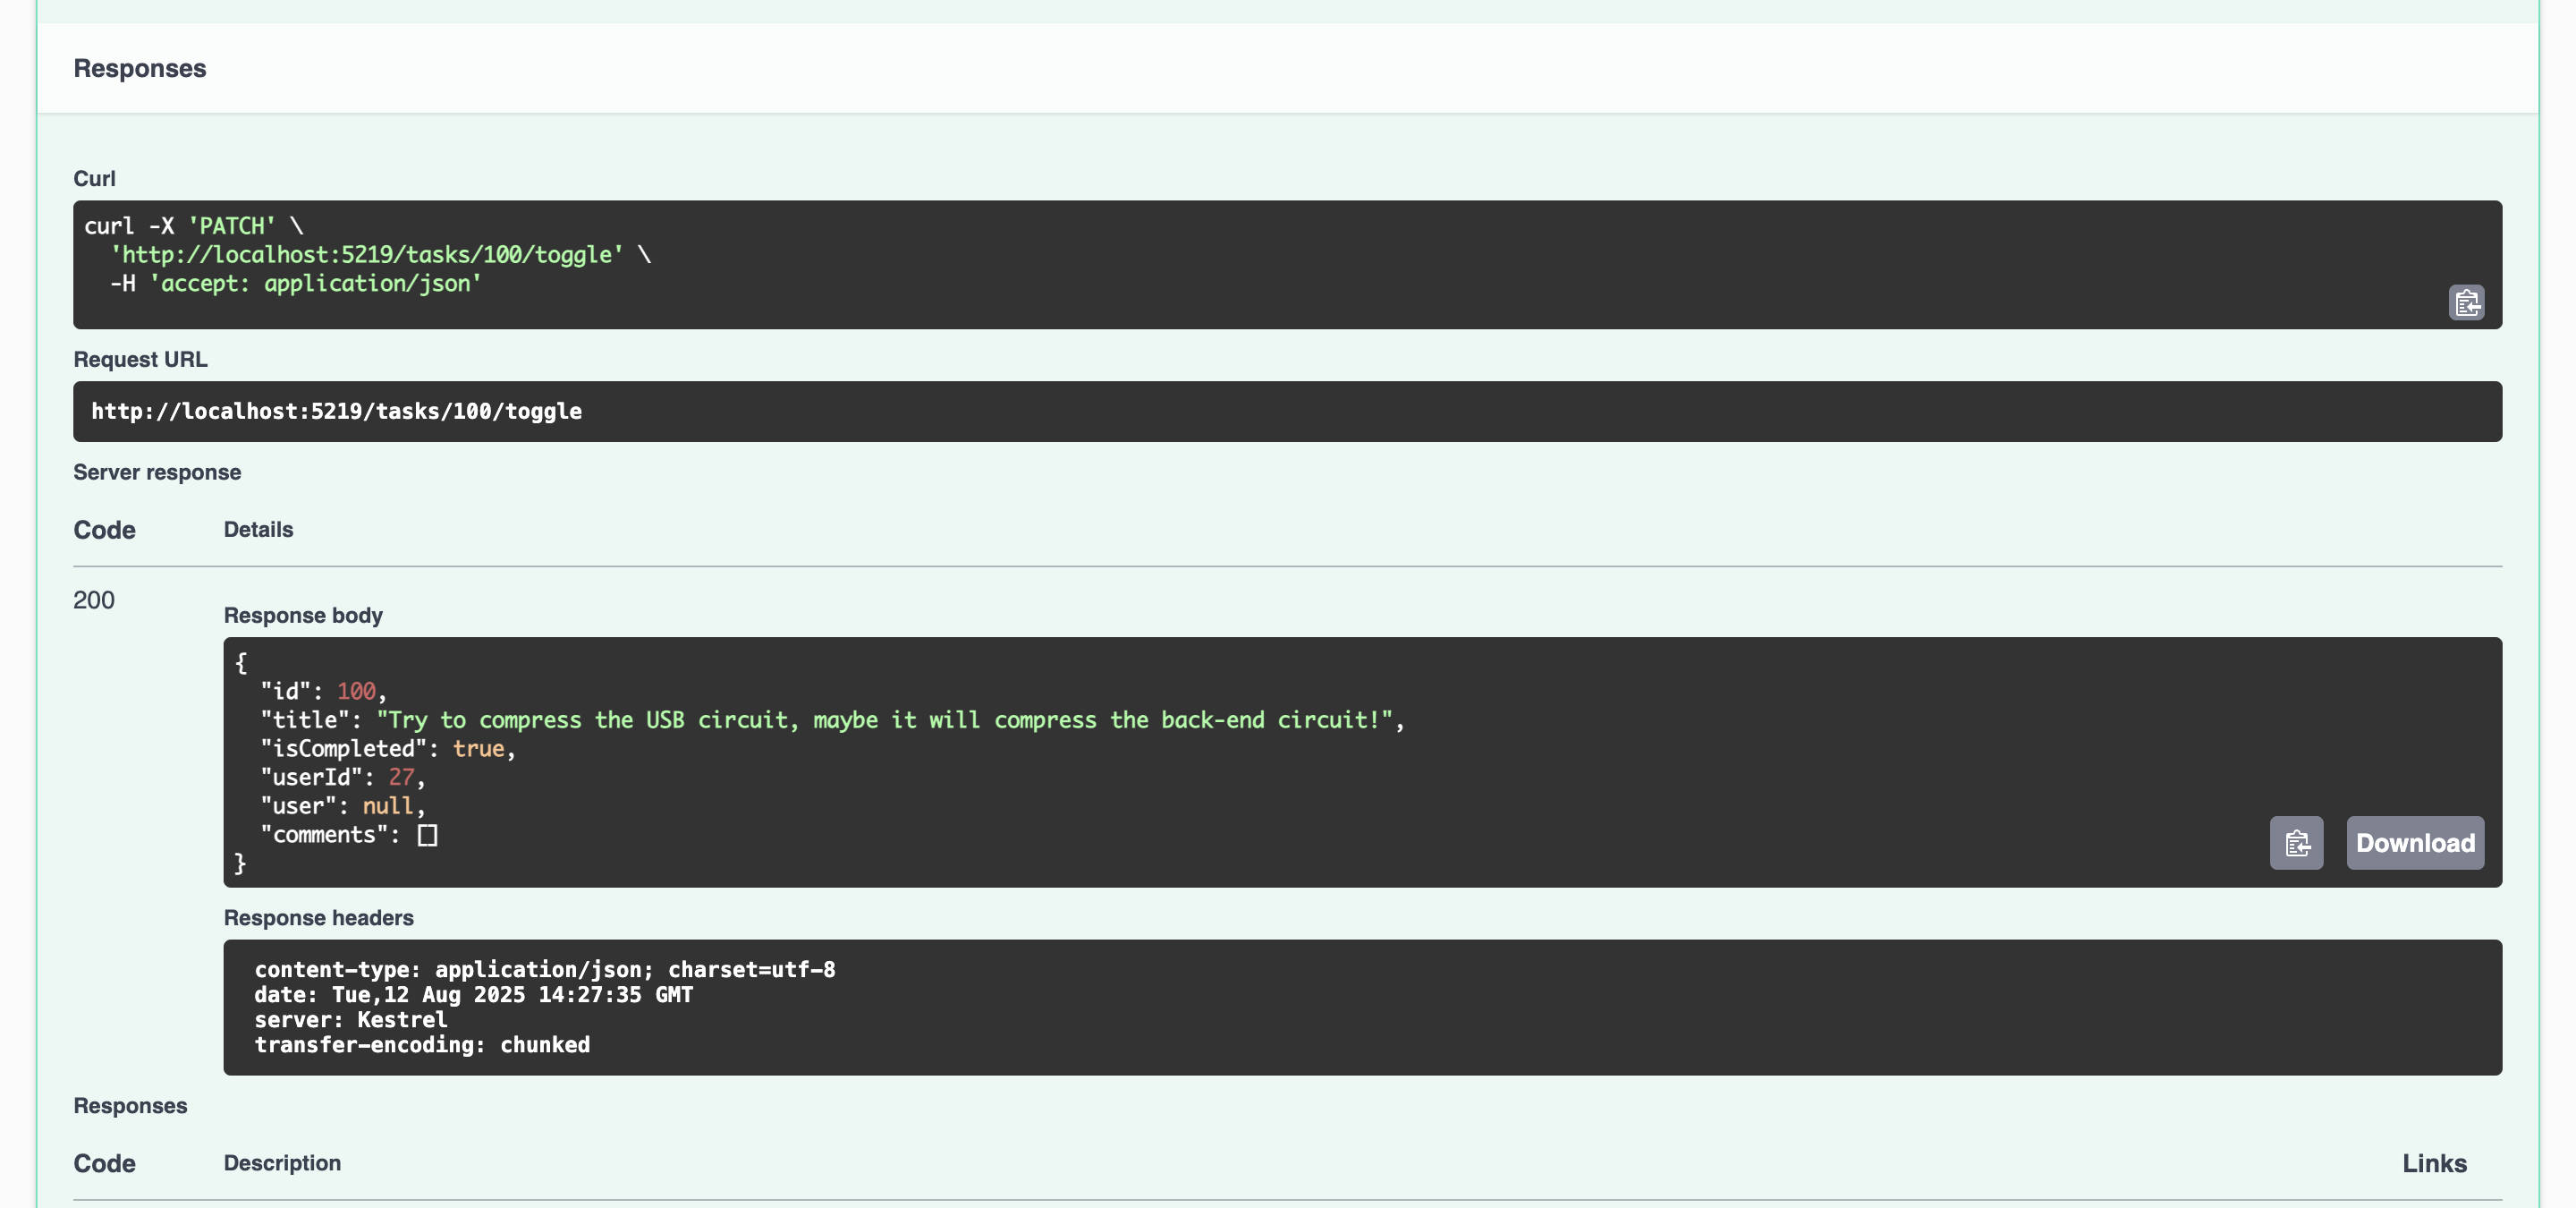 Responses
Curl
curl -X 'PATCH' \
  'http://localhost:5219/tasks/100/toggle' \
  -H 'accept: application/json'
Request URL
http://localhost:5219/tasks/100/toggle
Server response
Code Details
200
Response body
{
  "id": 100,
  "title": "Try to compress the USB circuit, maybe it will compress the back-end circuit!",
  "isCompleted": true,
  "userId": 27,
  "user": null,
  "comments": []
}
Download
Response headers
content-type: application/json; charset=utf-8
date: Tue,12 Aug 2025 14:27:35 GMT
server: Kestrel
transfer-encoding: chunked
Responses
Code Description Links